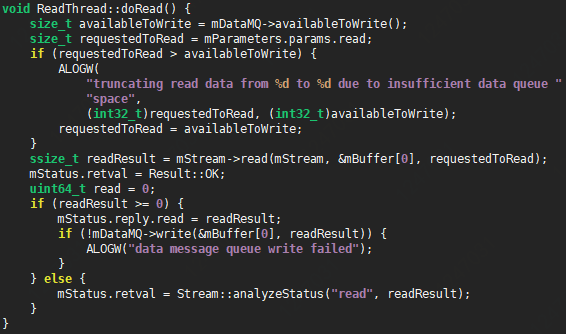 void ReadThread::doRead() {
    size_t availableToWrite = mDataMQ->availableToWrite();
    size_t requestedToRead = mParameters.params.read;
    if (requestedToRead > availableToWrite) {
        ALOGW(
            "truncating read data from %d to %d due to insufficient data queue "
            "space",
            (int32_t)requestedToRead, (int32_t)availableToWrite);
        requestedToRead = availableToWrite;
    }
    ssize_t readResult = mStream->read(mStream, &mBuffer[0], requestedToRead);
    mStatus.retval = Result::OK;
    uint64_t read = 0;
    if (readResult >= 0) {
        mStatus.reply.read = readResult;
        if (!mDataMQ->write(&mBuffer[0], readResult)) {
            ALOGW("data message queue write failed");
        }
    } else {
        mStatus.retval = Stream::analyzeStatus("read", readResult);
    }
}